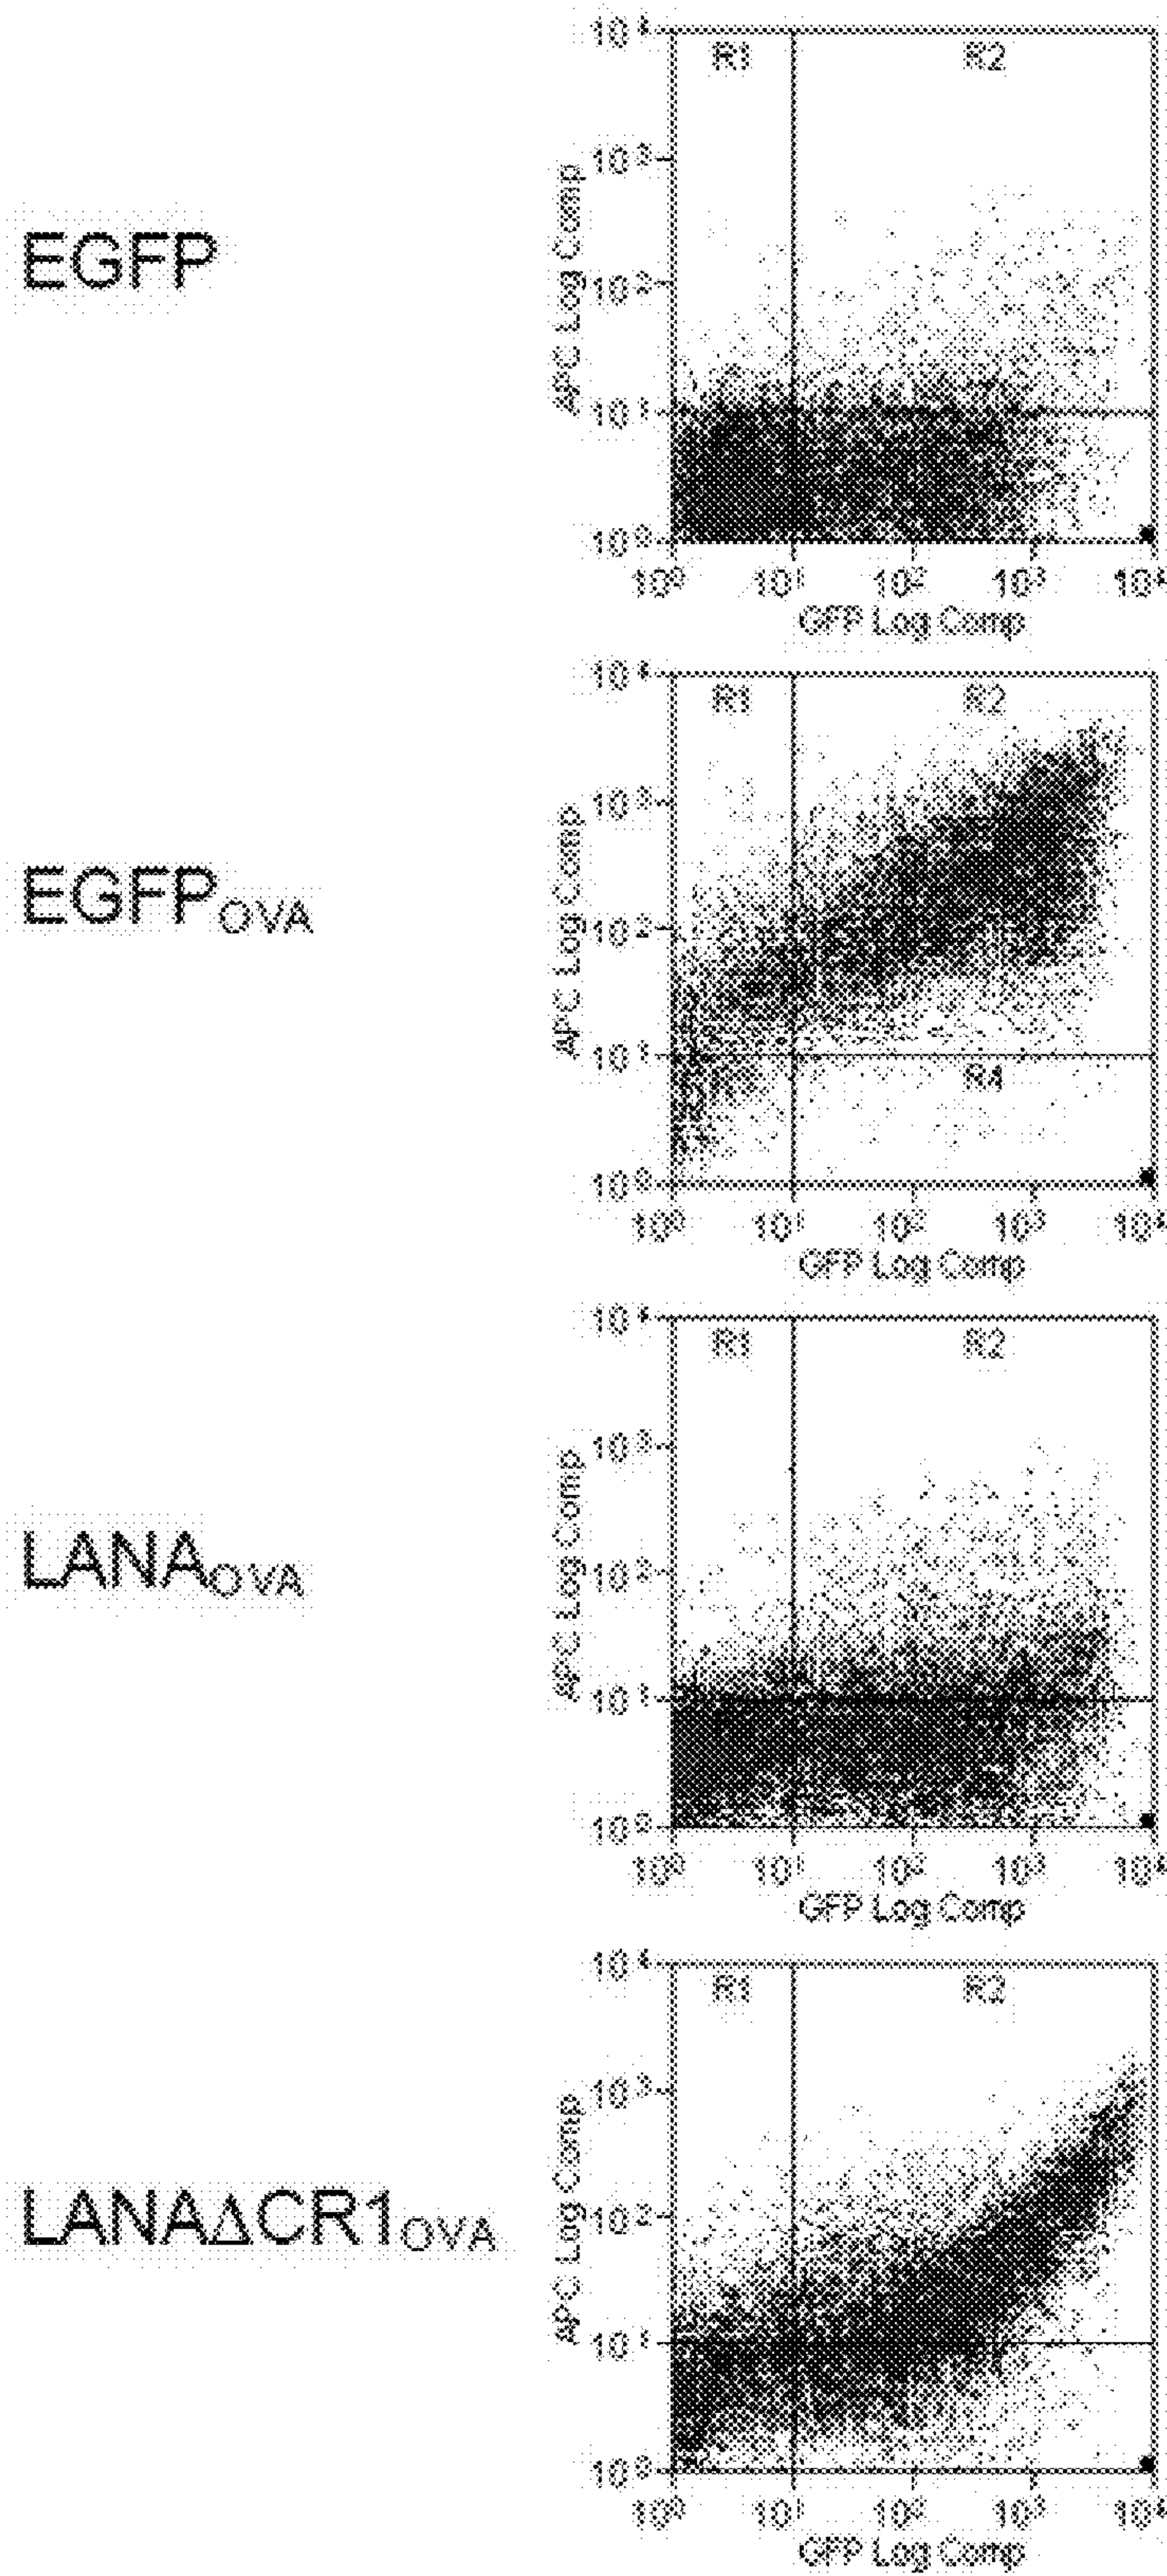 10⁴
R1 R2
10³
EGFP
APC Log Comp
10²
10¹
10⁰
10⁰ 10¹ 10² 10³ 10⁴
GFP Log Comp
10⁴
R1 R2
10³
EGFP_OVA
APC Log Comp
10²
10¹
R4
10⁰
10⁰ 10¹ 10² 10³ 10⁴
GFP Log Comp
10⁴
R1 R2
10³
LANA_OVA
APC Log Comp
10²
10¹
10⁰
10⁰ 10¹ 10² 10³ 10⁴
GFP Log Comp
10⁴
R1 R2
10³
LANAΔCR1_OVA
APC Log Comp
10²
10¹
10⁰
10⁰ 10¹ 10² 10³ 10⁴
GFP Log Comp